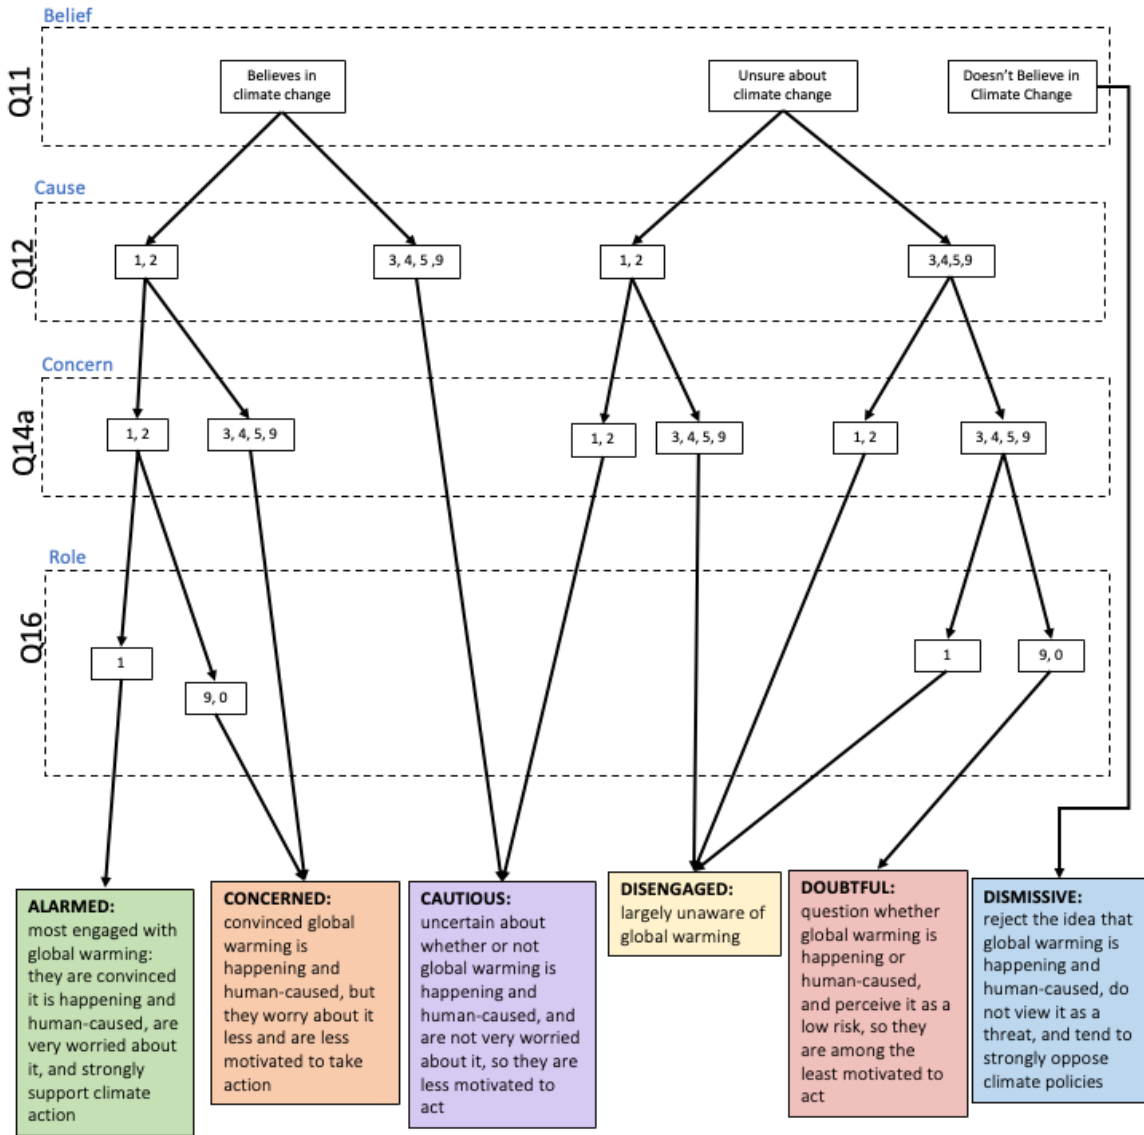 Belief
Q11
Believes in
climate change
Unsure about
climate change
Doesn't Believe in
Climate Change
Cause
Q12
1, 2
3, 4, 5 ,9
1, 2
3,4,5,9
Concern
Q14a
1, 2
3, 4, 5, 9
1, 2
3, 4, 5, 9
1, 2
3, 4, 5, 9
Role
Q16
1
9, 0
1
9, 0
ALARMED:
most engaged with
global warming:
they are convinced
it is happening and
human-caused, are
very worried about
it, and strongly
support climate
action
CONCERNED:
convinced global
warming is
happening and
human-caused, but
they worry about it
less and are less
motivated to take
action
CAUTIOUS:
uncertain about
whether or not
global warming is
happening and
human-caused, and
are not very worried
about it, so they are
less motivated to
act
DISENGAGED:
largely unaware of
global warming
DOUBTFUL:
question whether
global warming is
happening or
human-caused,
and perceive it as a
low risk, so they
are among the
least motivated to
act
DISMISSIVE:
reject the idea that
global warming is
happening and
human-caused, do
not view it as a
threat, and tend to
strongly oppose
climate policies